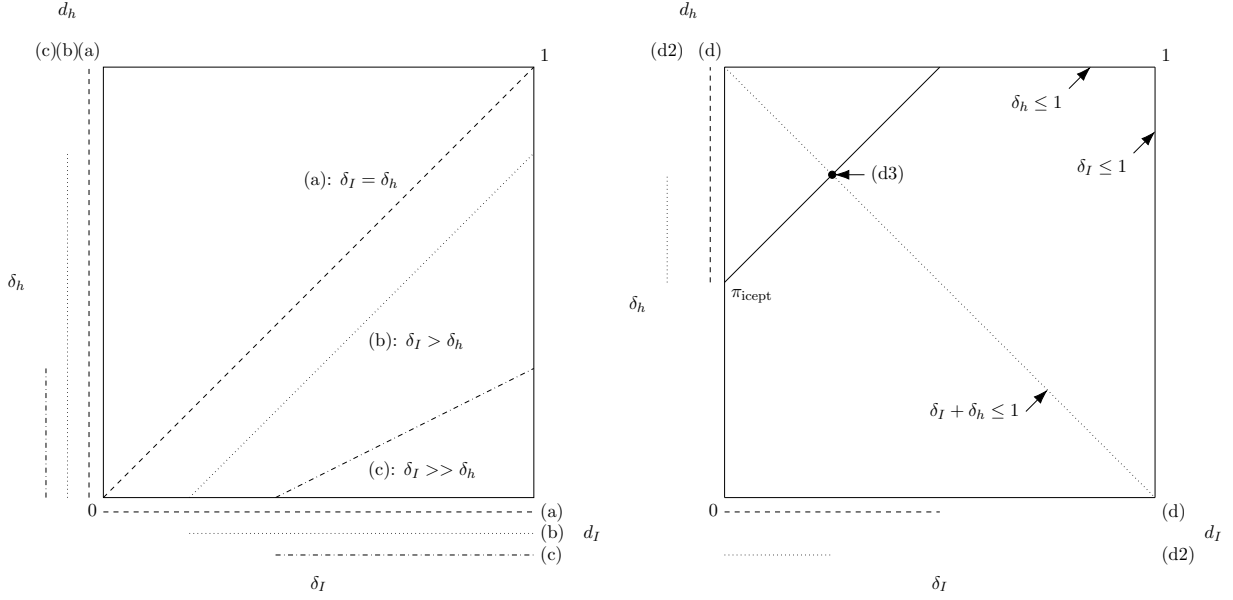 d_h
(c)(b)(a)
1
(a): δ_I = δ_h
δ_h
(b): δ_I > δ_h
(c): δ_I >> δ_h
0
(a)
(b)
d_I
(c)
δ_I
d_h
(d2)
(d)
1
δ_h ≤ 1
δ_I ≤ 1
(d3)
π_icept
δ_h
δ_I + δ_h ≤ 1
0
(d)
d_I
(d2)
δ_I